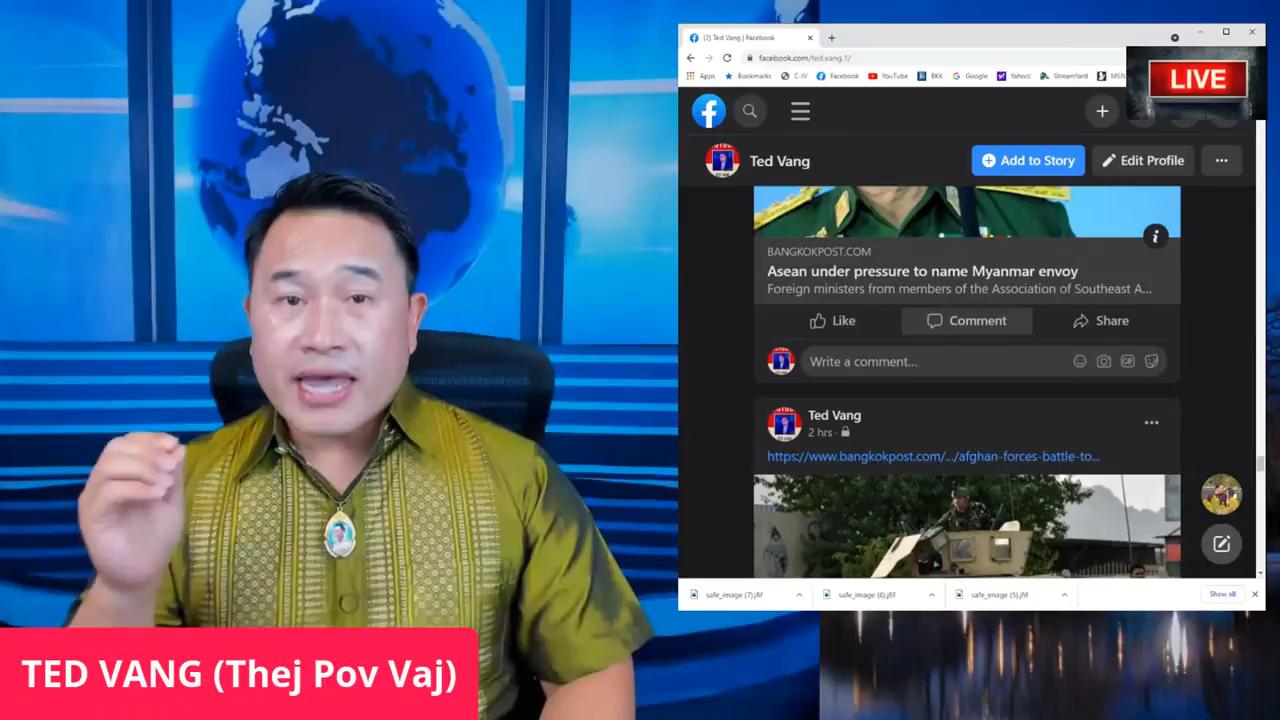 (2) Ted Vang | Facebook
facebook.com/ted.vang.1/
Apps
Bookmarks
C-IV
Facebook
YouTube
BKK
Google
Yahoo!
StreamYard
MSN
LIVE
Ted Vang
Add to Story
Edit Profile
BANGKOKPOST.COM
Asean under pressure to name Myanmar envoy
Foreign ministers from members of the Association of Southeast A...
Like
Comment
Share
Write a comment...
GIF
Ted Vang
2 hrs ·
https://www.bangkokpost.com/.../afghan-forces-battle-to...
safe_image (7).jfif
safe_image (6).jfif
safe_image (5).jfif
Show all
TED VANG (Thej Pov Vaj)